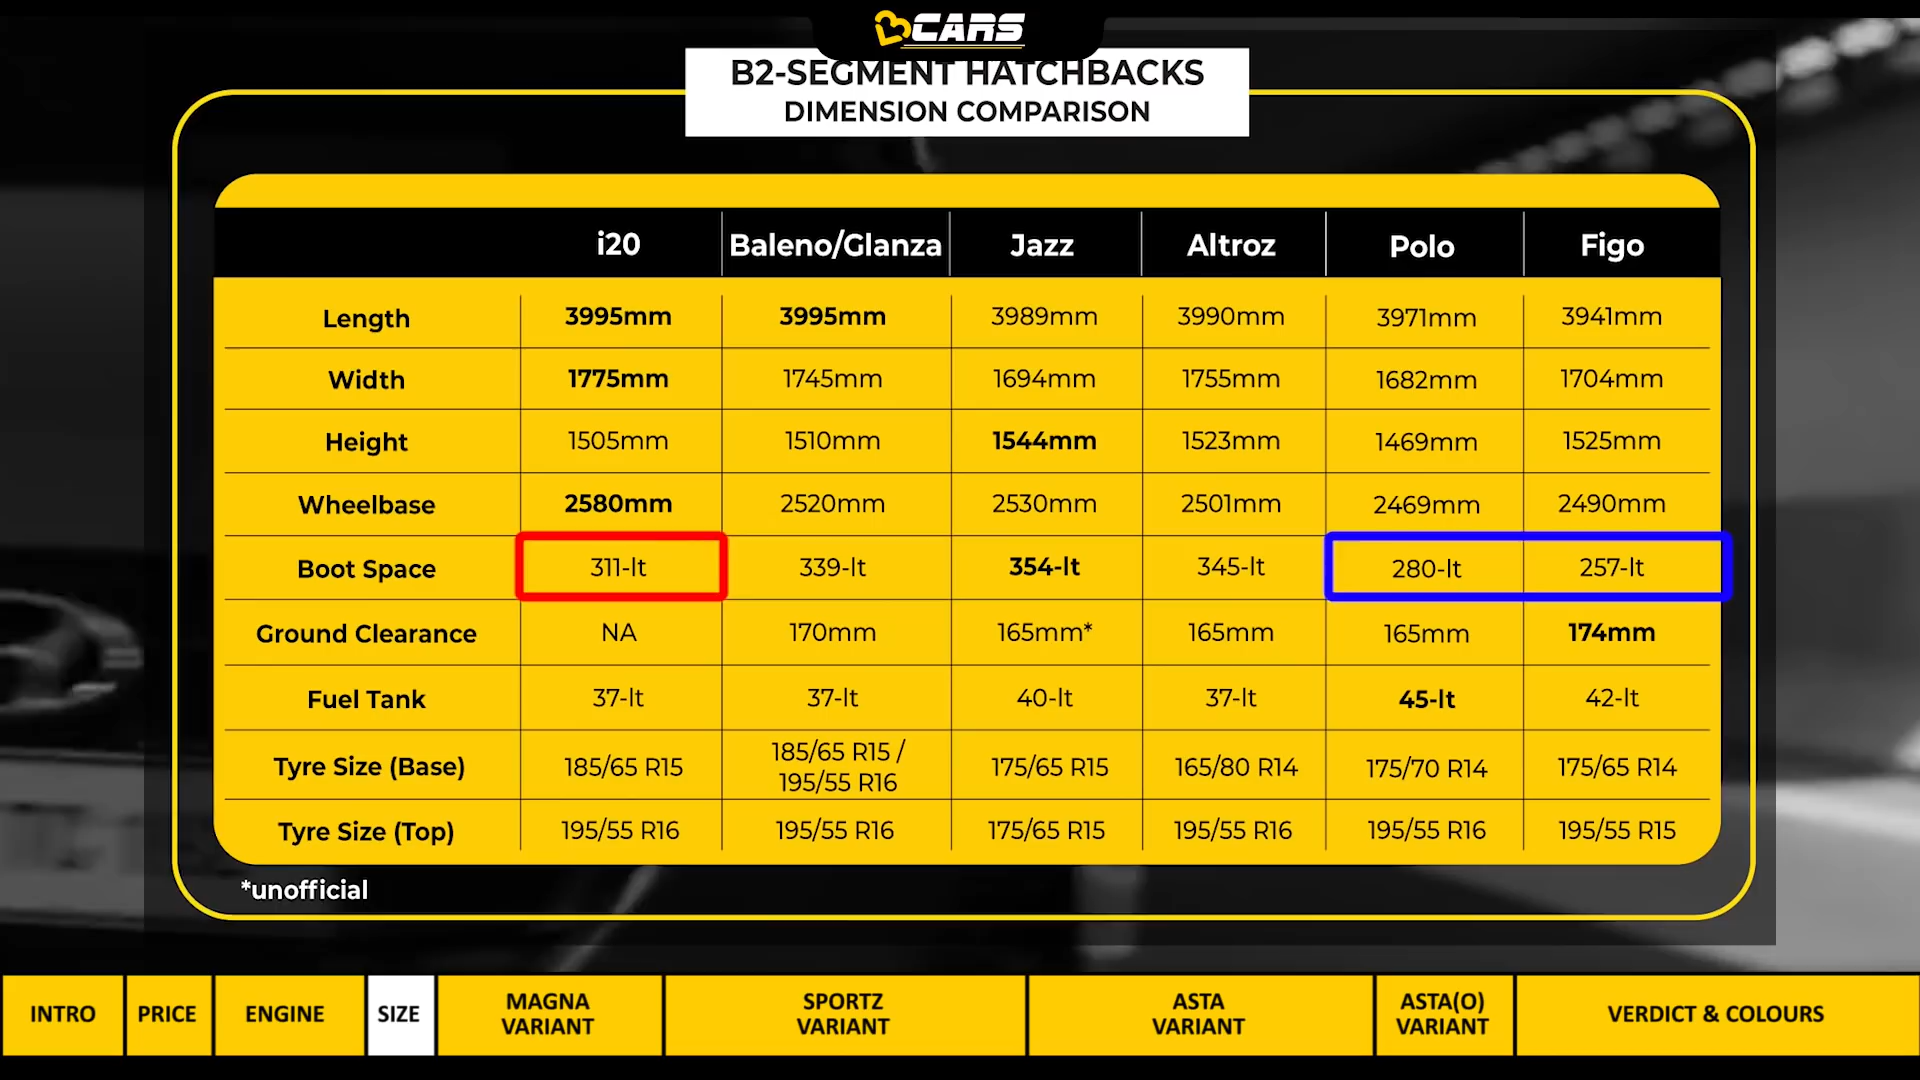 CARS
B2-SEGMENT HATCHBACKS
DIMENSION COMPARISON
i20 Baleno/Glanza Jazz Altroz Polo Figo
Length 3995mm 3995mm 3989mm 3990mm 3971mm 3941mm
Width 1775mm 1745mm 1694mm 1755mm 1682mm 1704mm
Height 1505mm 1510mm 1544mm 1523mm 1469mm 1525mm
Wheelbase 2580mm 2520mm 2530mm 2501mm 2469mm 2490mm
Boot Space 311-lt 339-lt 354-lt 345-lt 280-lt 257-lt
Ground Clearance NA 170mm 165mm* 165mm 165mm 174mm
Fuel Tank 37-lt 37-lt 40-lt 37-lt 45-lt 42-lt
Tyre Size (Base) 185/65 R15 185/65 R15 / 195/55 R16 175/65 R15 165/80 R14 175/70 R14 175/65 R14
Tyre Size (Top) 195/55 R16 195/55 R16 175/65 R15 195/55 R16 195/55 R16 195/55 R15
*unofficial
INTRO PRICE ENGINE SIZE MAGNA VARIANT SPORTZ VARIANT ASTA VARIANT ASTA(O) VARIANT VERDICT & COLOURS